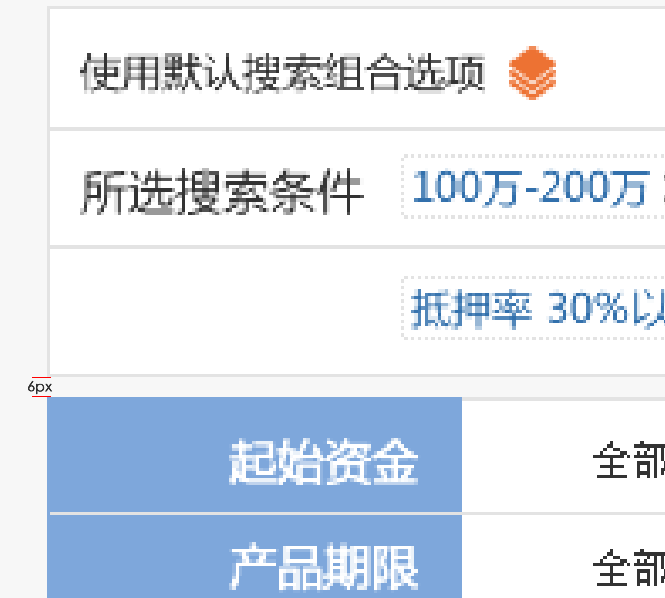 使用默认搜索组合选项
所选搜索条件 100万-200万
抵押率 30%以
6px
起始资金 全部
产品期限 全部